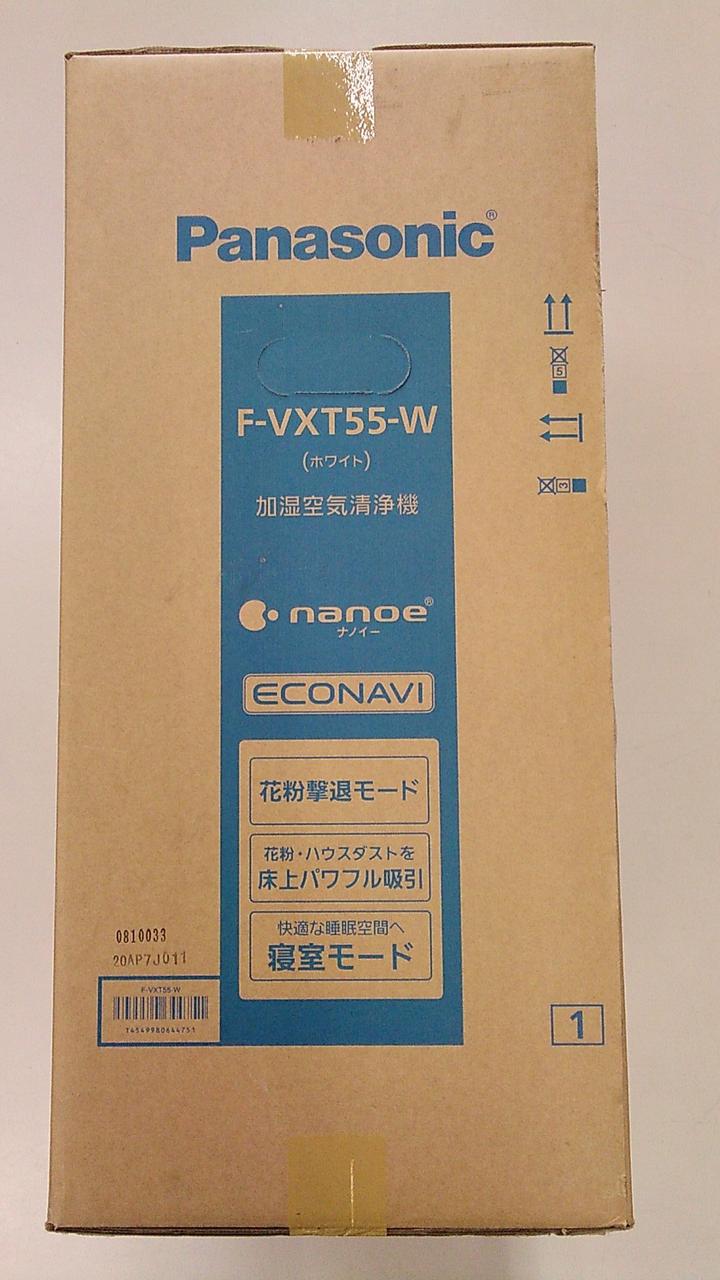 Panasonic®
F-VXT55-W
(ホワイト)
加湿空気清浄機
nanoe®
ナノイー
ECONAVI
花粉撃退モード
花粉・ハウスダストを
床上パワフル吸引
快適な睡眠空間へ
寝室モード
5
3
0810033
20AP7J011
F-VXT55-W
T4549980644751
1